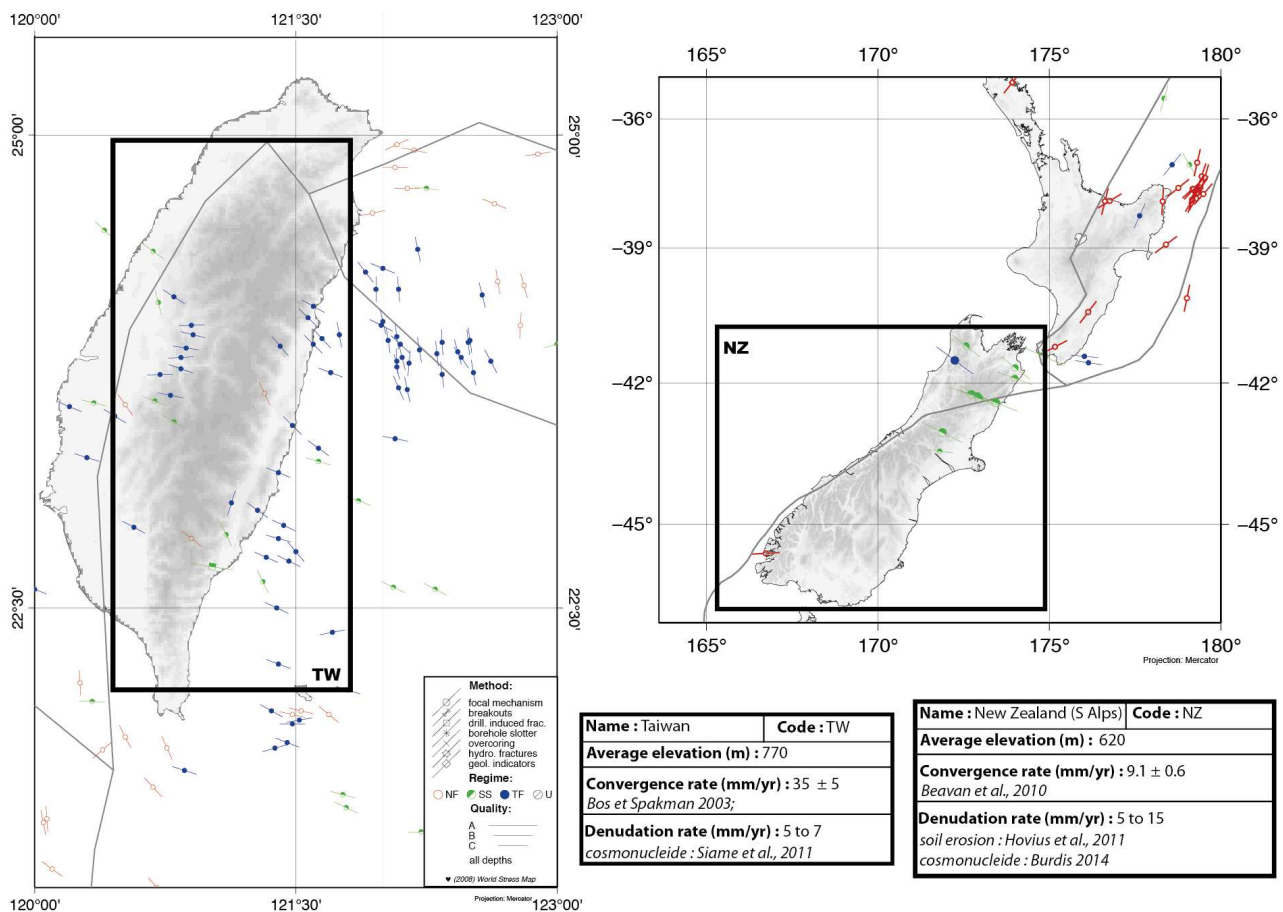 120°00'
121°30'
123°00'
25°00'
25°00'
22°30'
22°30'
TW
Method:
focal mechanism
breakouts
drill. induced frac.
borehole slotter
overcoring
hydro. fractures
geol. indicators
Regime:
NF SS TF U
Quality:
A
B
C
all depths
(2008) World Stress Map
Projection: Mercator
120°00'
121°30'
123°00'
165°
170°
175°
180°
−36°
−36°
−39°
−39°
NZ
−42°
−42°
−45°
−45°
165°
170°
175°
180°
Projection: Mercator
Name : Taiwan
Code : TW
Average elevation (m) : 770
Convergence rate (mm/yr) : 35 ± 5
Bos et Spakman 2003;
Denudation rate (mm/yr) : 5 to 7
cosmonucleide : Siame et al., 2011
Name : New Zealand (S Alps)
Code : NZ
Average elevation (m) : 620
Convergence rate (mm/yr) : 9.1 ± 0.6
Beavan et al., 2010
Denudation rate (mm/yr) : 5 to 15
soil erosion : Hovius et al., 2011
cosmonucleide : Burdis 2014